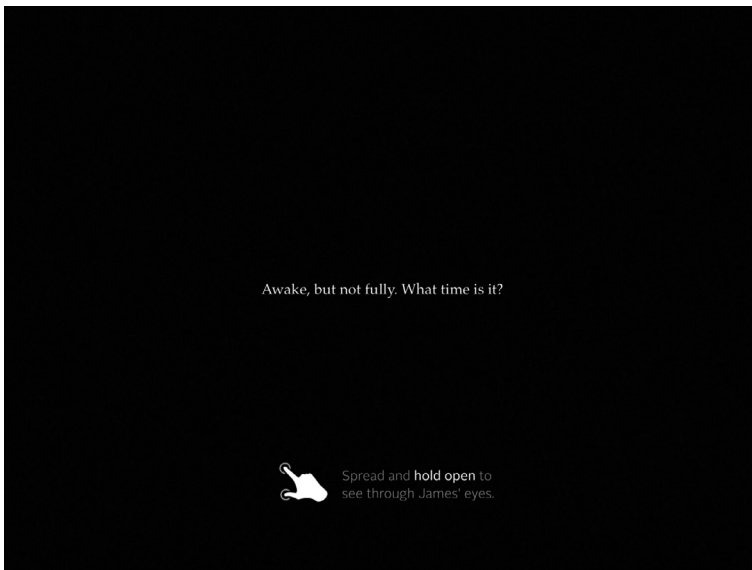 Awake, but not fully. What time is it?
Spread and hold open to
see through James' eyes.